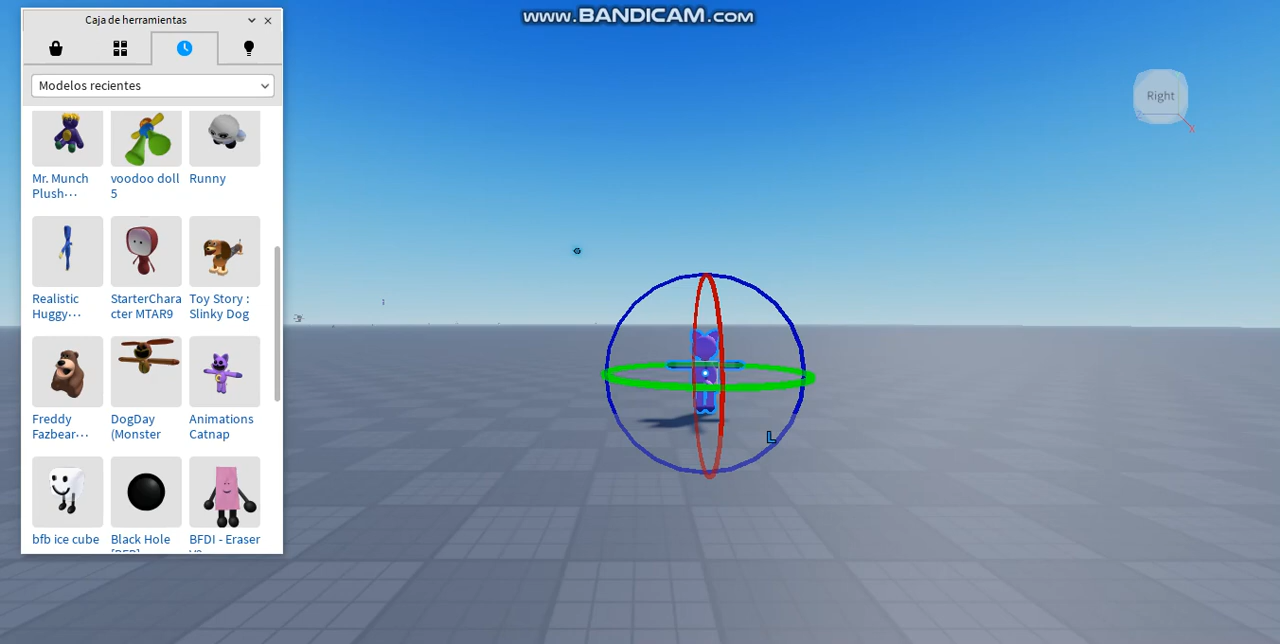 www.BANDICAM.com
Caja de herramientas
Modelos recientes
Right
Z
X
Mr. Munch
Plush...
voodoo doll
5
Runny
Realistic
Huggy...
StarterChara
cter MTAR9
Toy Story :
Slinky Dog
Freddy
Fazbear...
DogDay
(Monster
Animations
Catnap
L
bfb ice cube
Black Hole
BFDI - Eraser